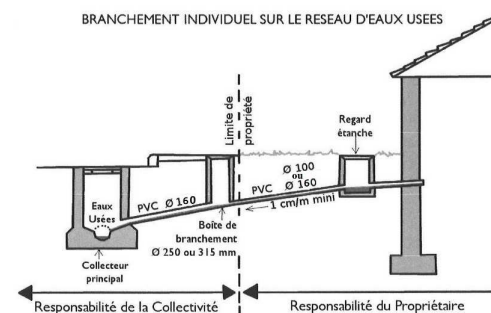 BRANCHEMENT INDIVIDUEL SUR LE RESEAU D'EAUX USEES
Limite de
propriété
Regard
étanche
Ø 100
ou
PVC Ø 160
1 cm/m mini
PVC Ø 160
Eaux
Usées
Boîte de
branchement
Ø 250 ou 315 mm
Collecteur
principal
Responsabilité de la Collectivité
Responsabilité du Propriétaire